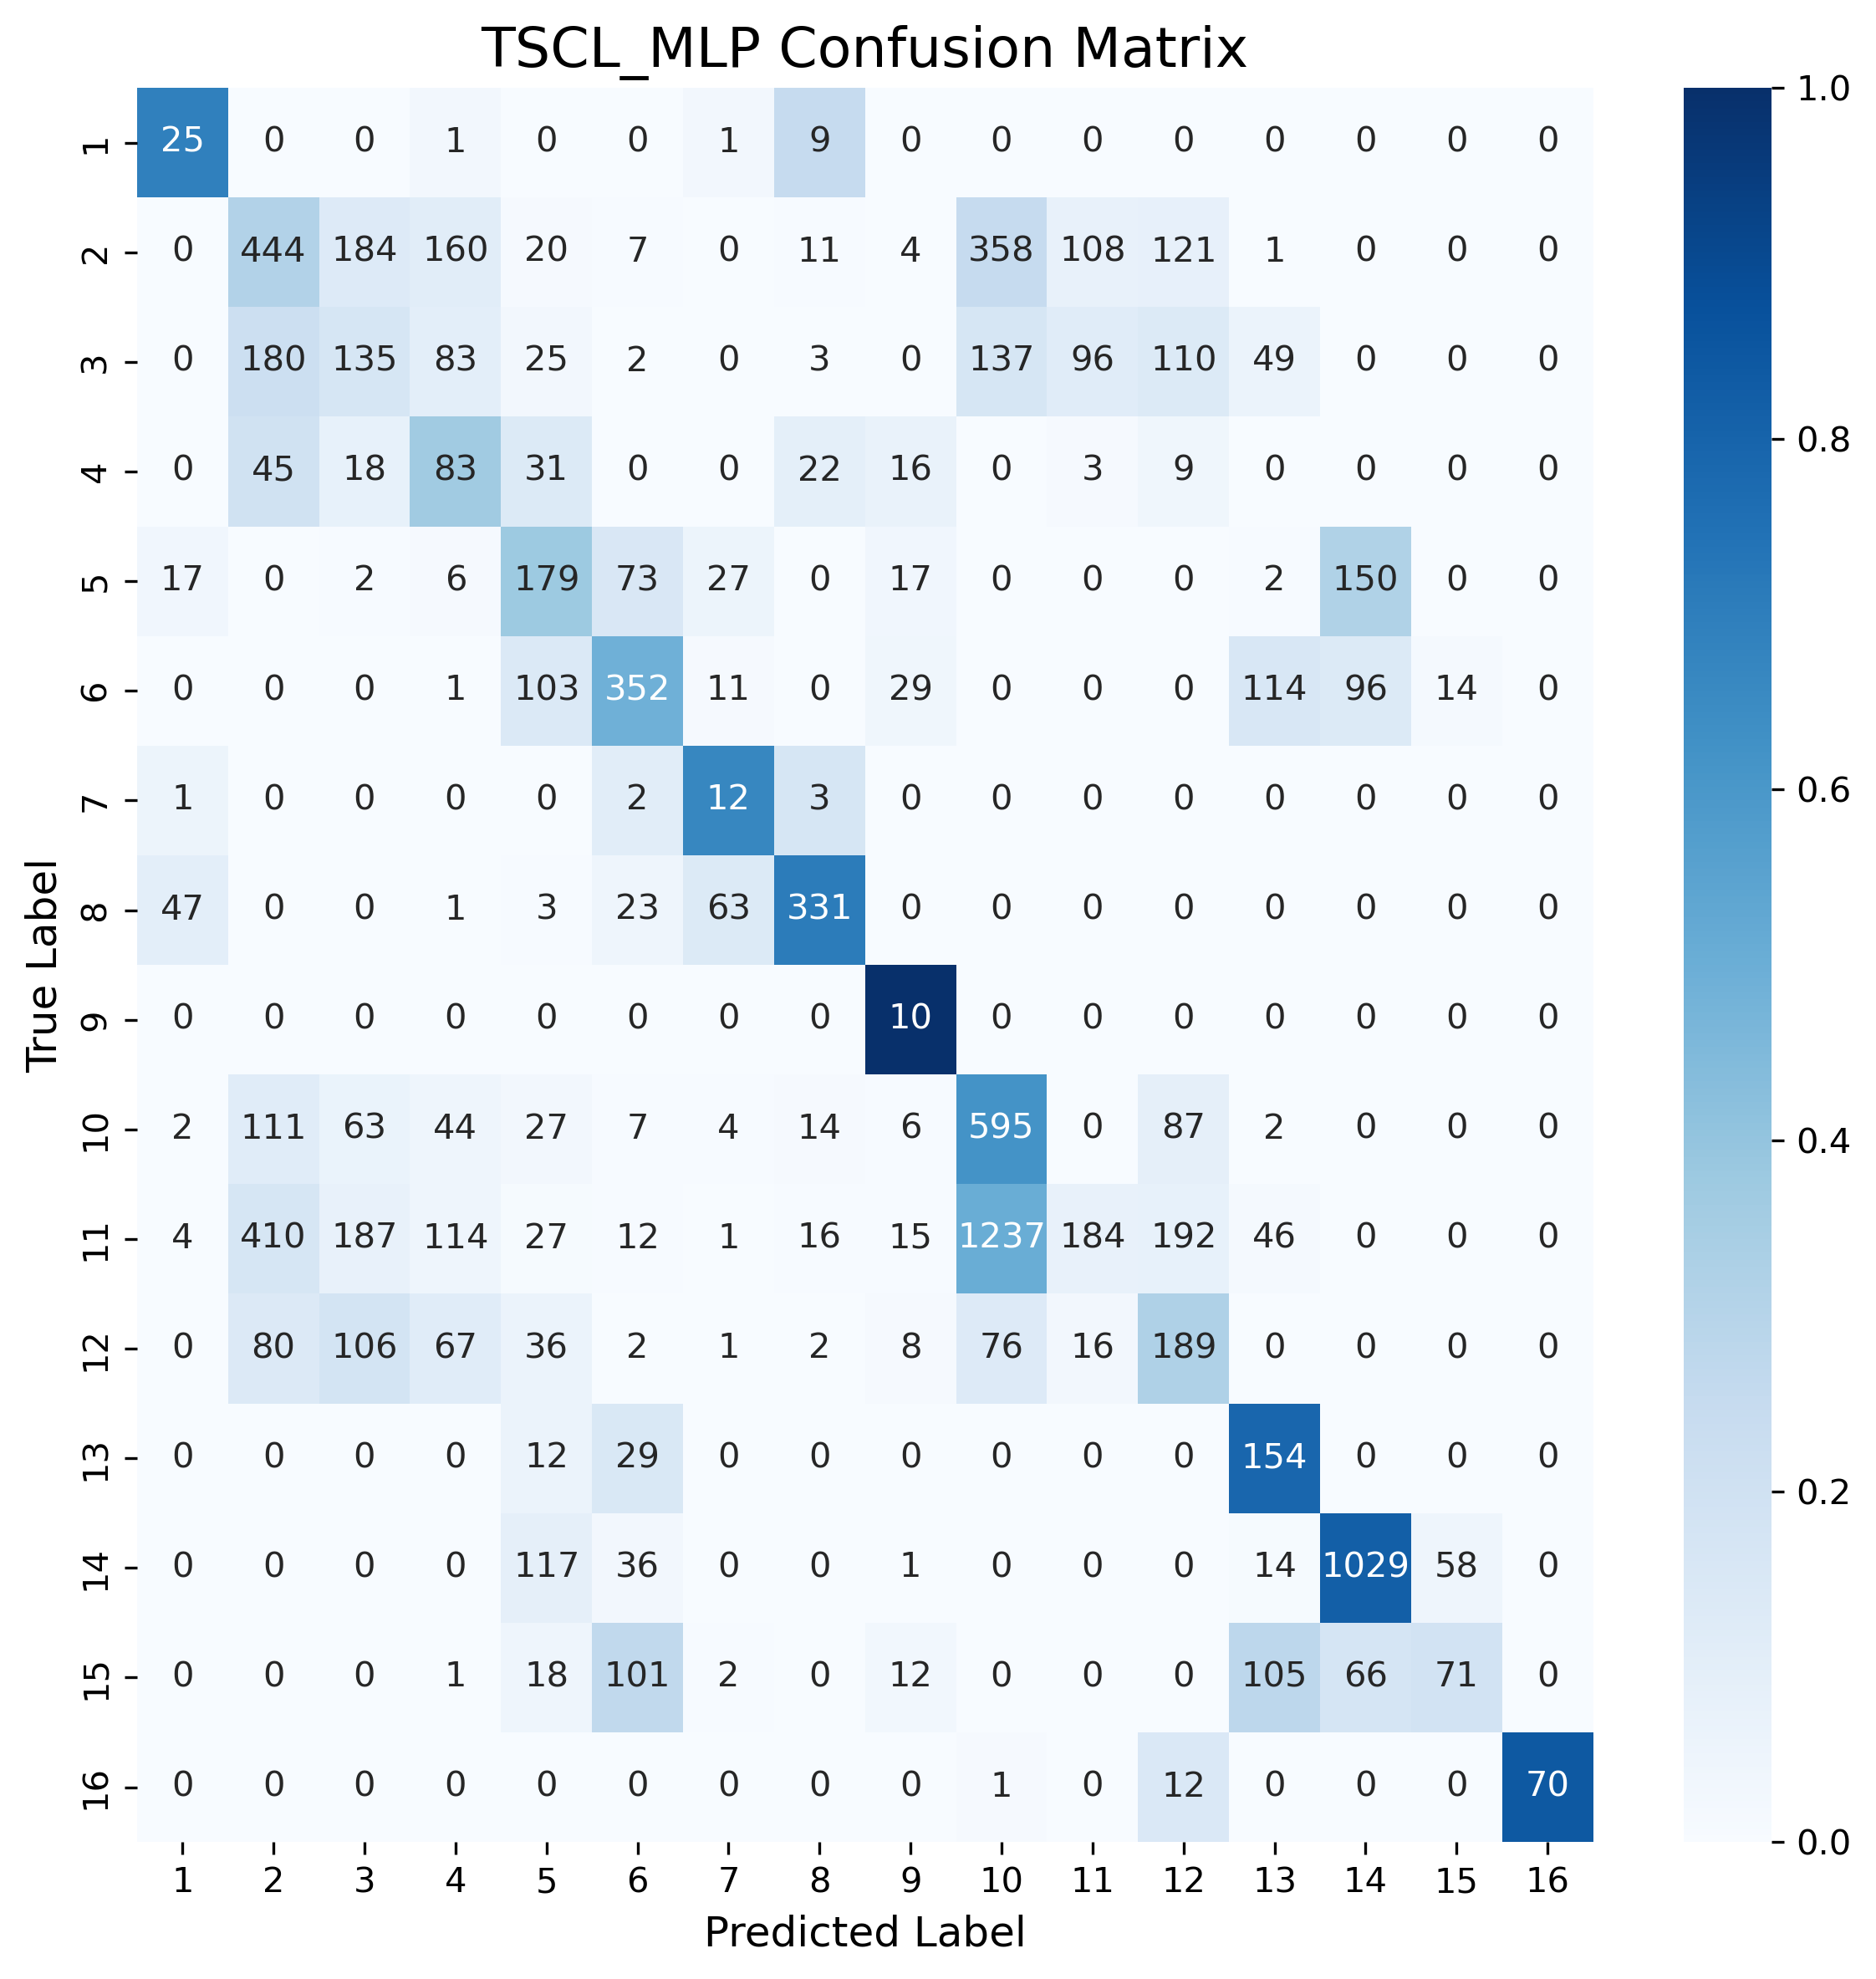 TSCL_MLP Confusion Matrix
1 25 0 0 1 0 0 1 9 0 0 0 0 0 0 0 0
2 0 444 184 160 20 7 0 11 4 358 108 121 1 0 0 0
3 0 180 135 83 25 2 0 3 0 137 96 110 49 0 0 0
4 0 45 18 83 31 0 0 22 16 0 3 9 0 0 0 0
5 17 0 2 6 179 73 27 0 17 0 0 0 2 150 0 0
6 0 0 0 1 103 352 11 0 29 0 0 0 114 96 14 0
7 1 0 0 0 0 2 12 3 0 0 0 0 0 0 0 0
8 47 0 0 1 3 23 63 331 0 0 0 0 0 0 0 0
9 0 0 0 0 0 0 0 0 10 0 0 0 0 0 0 0
10 2 111 63 44 27 7 4 14 6 595 0 87 2 0 0 0
11 4 410 187 114 27 12 1 16 15 1237 184 192 46 0 0 0
12 0 80 106 67 36 2 1 2 8 76 16 189 0 0 0 0
13 0 0 0 0 12 29 0 0 0 0 0 0 154 0 0 0
14 0 0 0 0 117 36 0 0 1 0 0 0 14 1029 58 0
15 0 0 0 1 18 101 2 0 12 0 0 0 105 66 71 0
16 0 0 0 0 0 0 0 0 0 1 0 12 0 0 0 70
1 2 3 4 5 6 7 8 9 10 11 12 13 14 15 16
Predicted Label
True Label
1.0
0.8
0.6
0.4
0.2
0.0